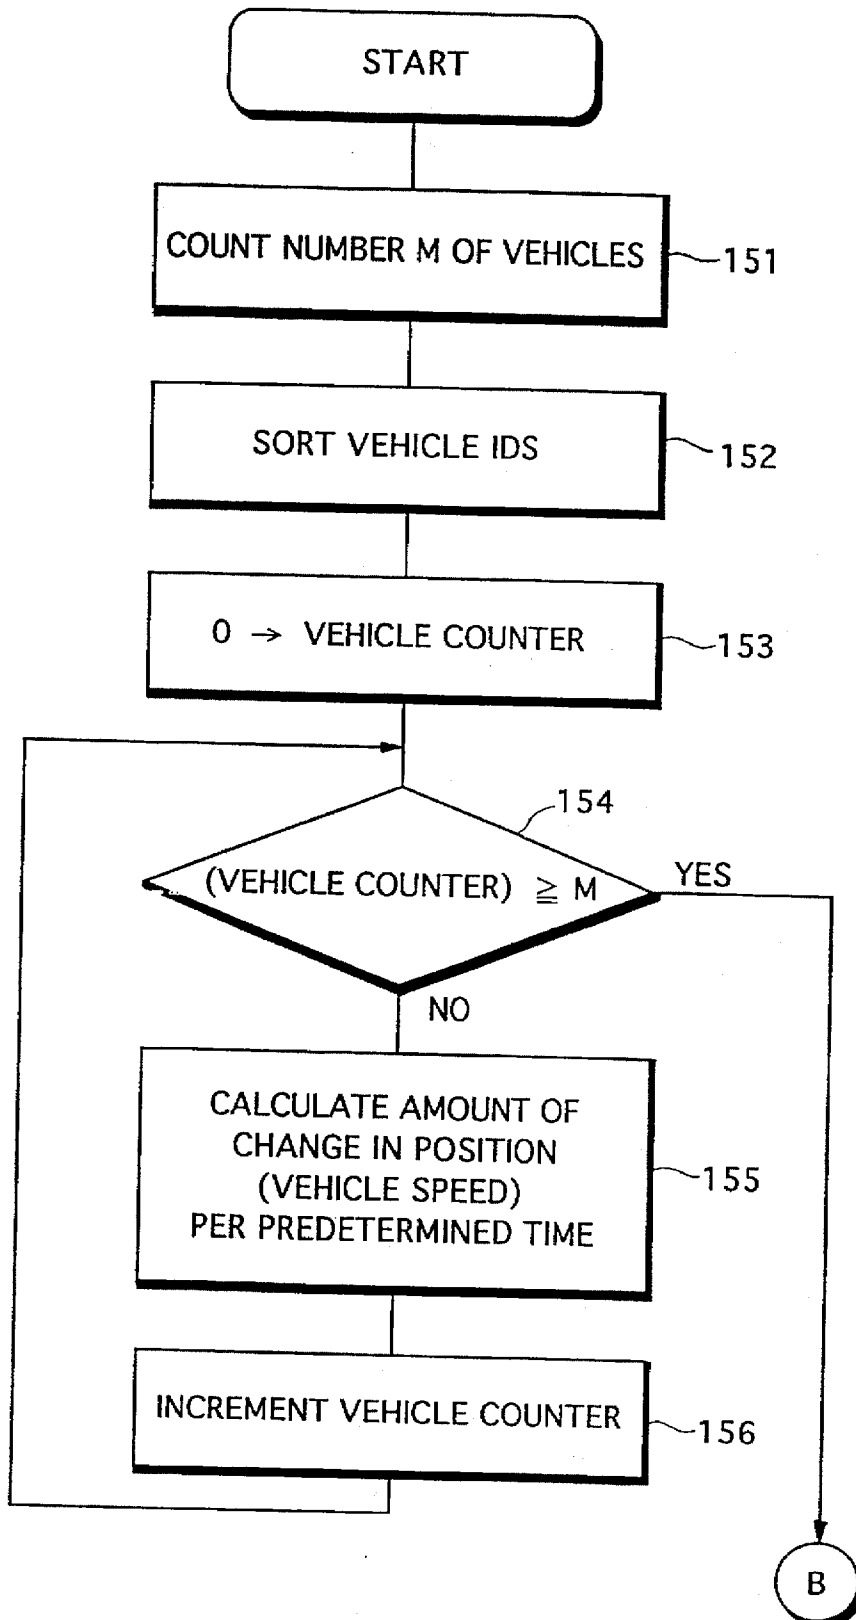 START
COUNT NUMBER M OF VEHICLES
151
SORT VEHICLE IDS
152
0 → VEHICLE COUNTER
153
154
(VEHICLE COUNTER) ≧ M
YES
NO
CALCULATE AMOUNT OF
CHANGE IN POSITION
(VEHICLE SPEED)
PER PREDETERMINED TIME
155
INCREMENT VEHICLE COUNTER
156
B